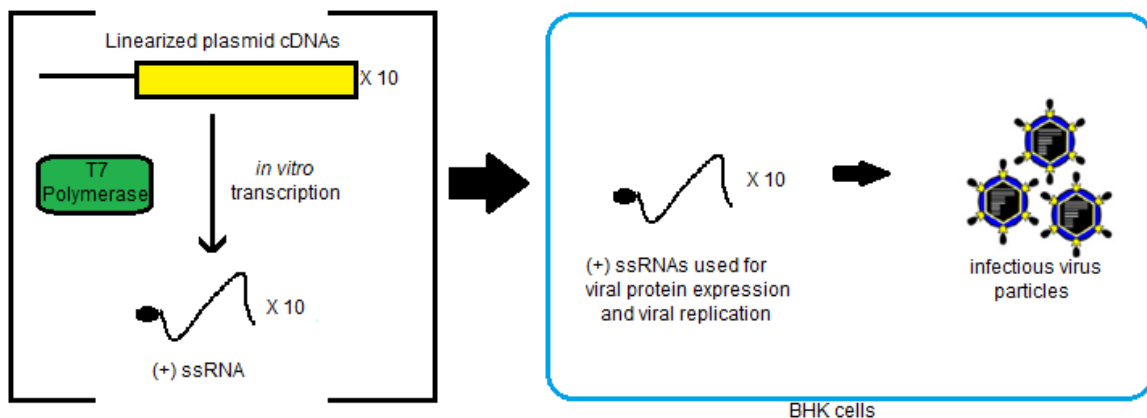 Linearized plasmid cDNAs
X 10
T7
Polymerase
in vitro
transcription
X 10
(+) ssRNA
X 10
(+) ssRNAs used for
viral protein expression
and viral replication
infectious virus
particles
BHK cells